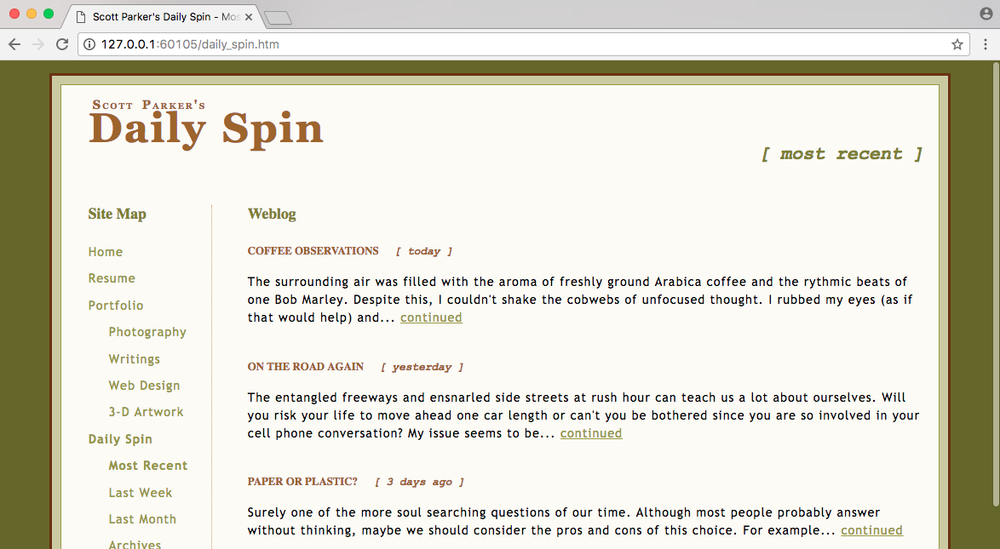 Scott Parker's Daily Spin - Mos
127.0.0.1:60105/daily_spin.htm
Scott Parker's
Daily Spin
[ most recent ]
Site Map
Home
Resume
Portfolio
Photography
Writings
Web Design
3-D Artwork
Daily Spin
Most Recent
Last Week
Last Month
Archives
Weblog
COFFEE OBSERVATIONS [ today ]
The surrounding air was filled with the aroma of freshly ground Arabica coffee and the rythmic beats of
one Bob Marley. Despite this, I couldn't shake the cobwebs of unfocused thought. I rubbed my eyes (as if
that would help) and... continued
ON THE ROAD AGAIN [ yesterday ]
The entangled freeways and ensnarled side streets at rush hour can teach us a lot about ourselves. Will
you risk your life to move ahead one car length or can't you be bothered since you are so involved in your
cell phone conversation? My issue seems to be... continued
PAPER OR PLASTIC? [ 3 days ago ]
Surely one of the more soul searching questions of our time. Although most people probably answer
without thinking, maybe we should consider the pros and cons of this choice. For example... continued